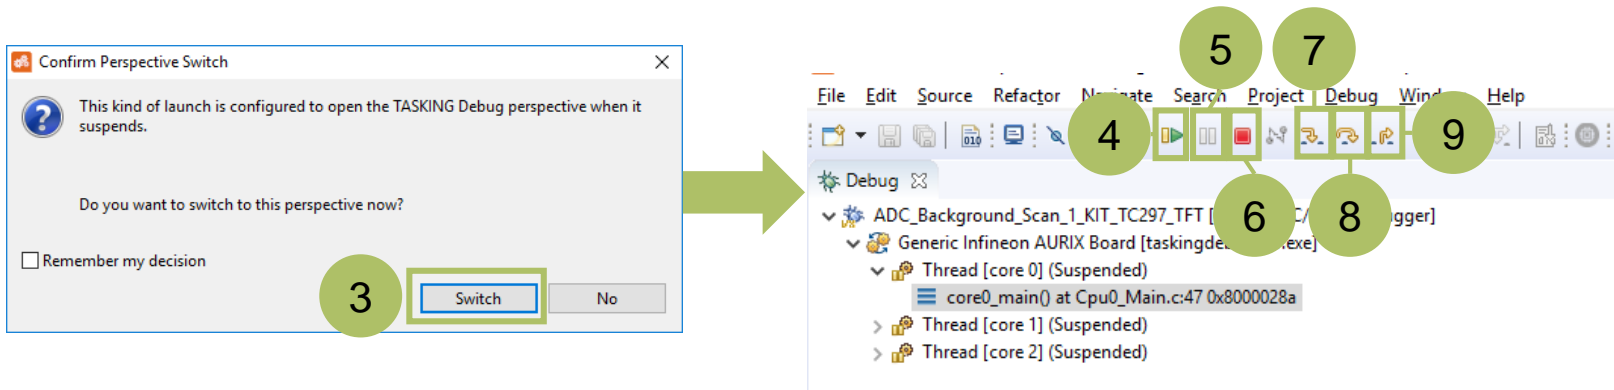 Confirm Perspective Switch
This kind of launch is configured to open the TASKING Debug perspective when it
suspends.
Do you want to switch to this perspective now?
Remember my decision
3
Switch
No
5
7
File Edit Source Refactor Search Project Debug Help
4
9
Debug
6
8
ADC_Background_Scan_1_KIT_TC297_TFT
Generic Infineon AURIX Board
Thread [core 0] (Suspended)
core0_main() at Cpu0_Main.c:47 0x8000028a
Thread [core 1] (Suspended)
Thread [core 2] (Suspended)